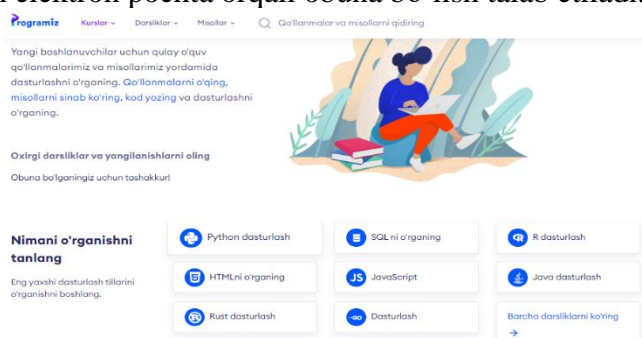 elektron pochta orqali obuna bo'lish talab etiladi.
Programiz Kurslar Darsliklar Misollar Qo'llanmalar va misollarni qidiring
Yangi boshlanuvchilar uchun qulay o'quv
qo'llanmalarimiz va misollarimiz yordamida
dasturlashni o'rganing. Qo'llanmalarni o'qing,
misollarni sinab ko'ring, kod yozing va dasturlashni
o'rganing.
Oxirgi darsliklar va yangilanishlarni oling
Obuna bo'lganingiz uchun tashakkur!
Nimani o'rganishni
tanlang
Eng yaxshi dasturlash tillarini
o'rganishni boshlang.
Python dasturlash
SQL ni o'rganing
R dasturlash
HTMLni o'rganing
JS JavaScript
Java dasturlash
Rust dasturlash
GO Dasturlash
Barcha darsliklarni ko'ring